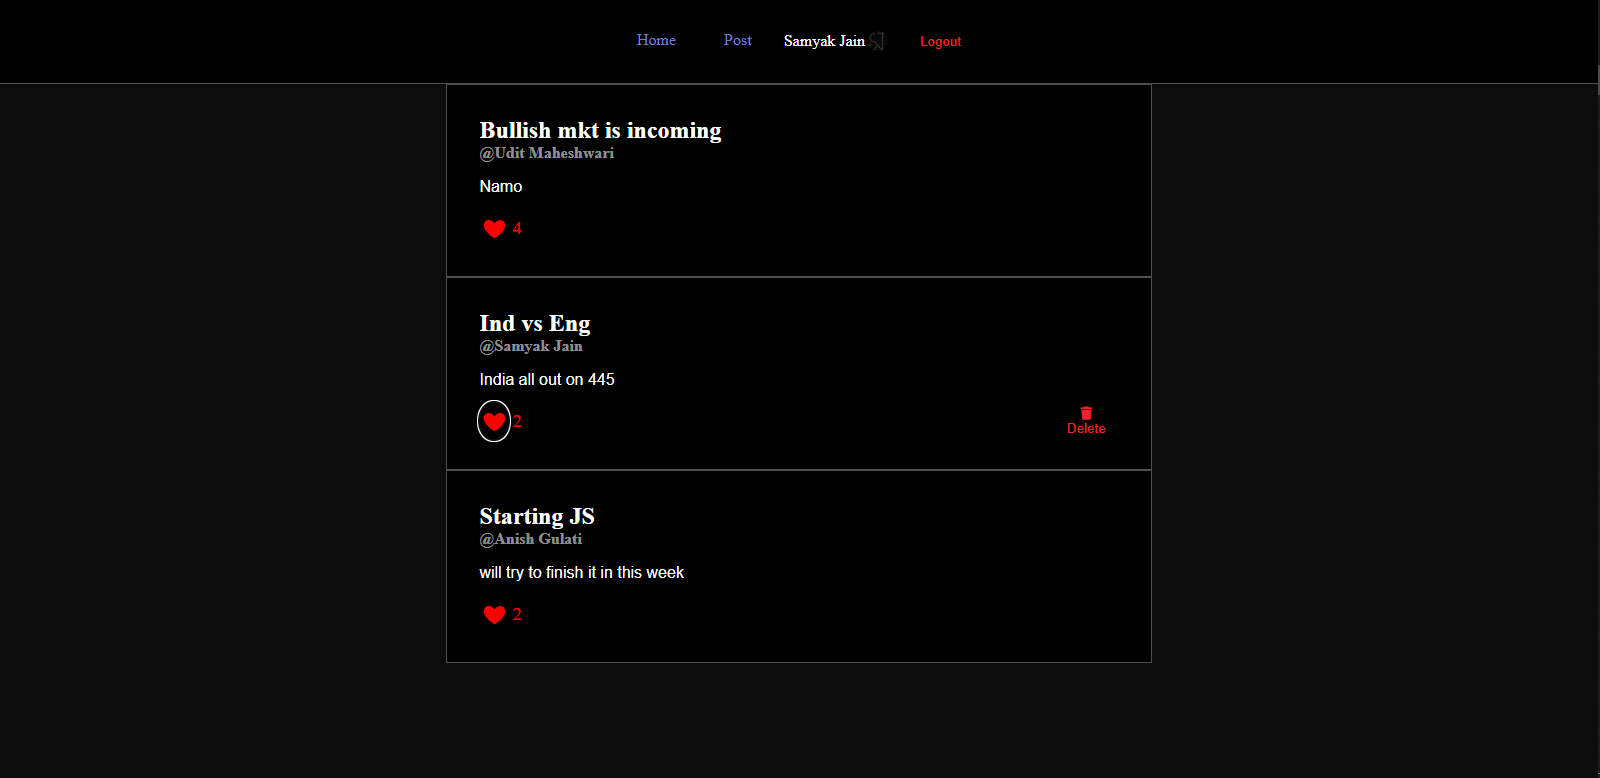 Home Post Samyak Jain Logout
Bullish mkt is incoming
@Udit Maheshwari
Namo
4
Ind vs Eng
@Samyak Jain
India all out on 445
2
Delete
Starting JS
@Anish Gulati
will try to finish it in this week
2